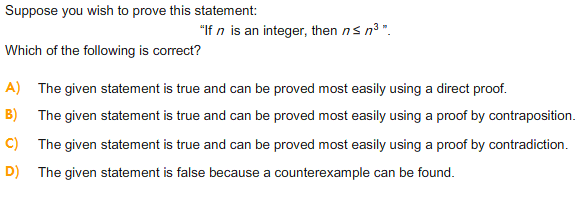 Suppose you wish to prove this statement:
“If n is an integer, then n ≤ n³ ”.
Which of the following is correct?
A) The given statement is true and can be proved most easily using a direct proof.
B) The given statement is true and can be proved most easily using a proof by contraposition.
C) The given statement is true and can be proved most easily using a proof by contradiction.
D) The given statement is false because a counterexample can be found.